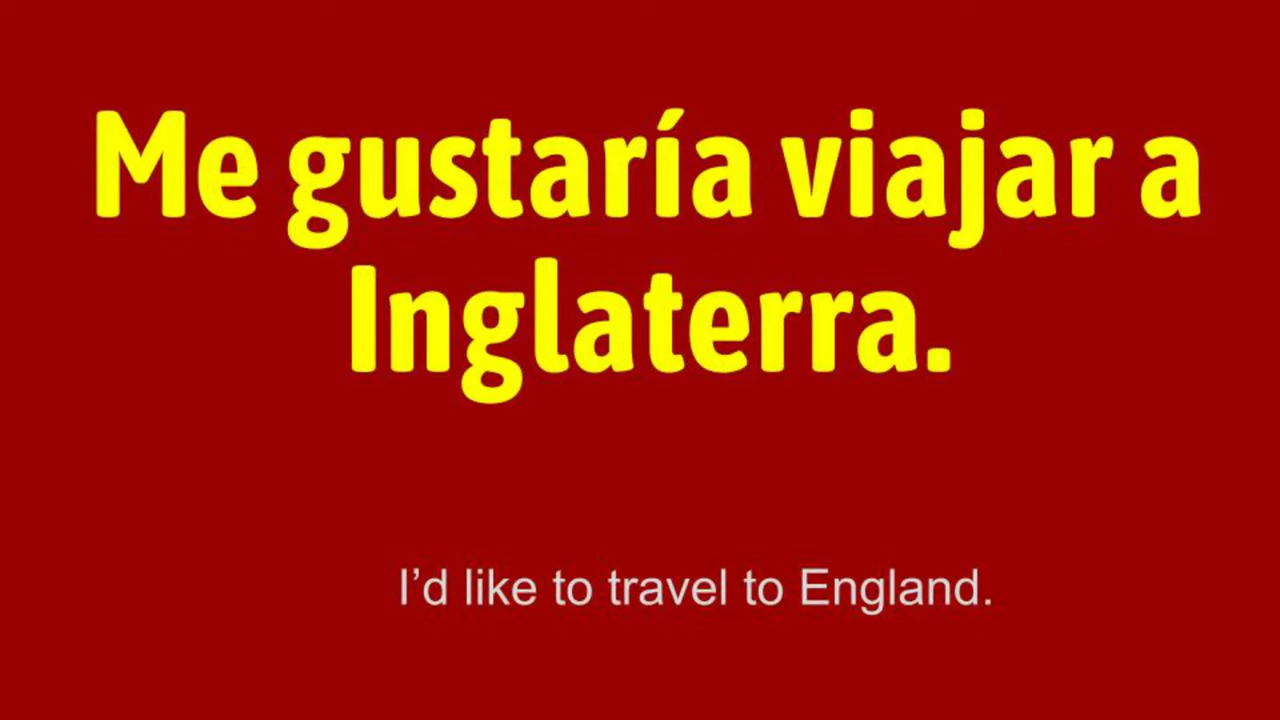 Me gustaría viajar a
Inglaterra.
I’d like to travel to England.